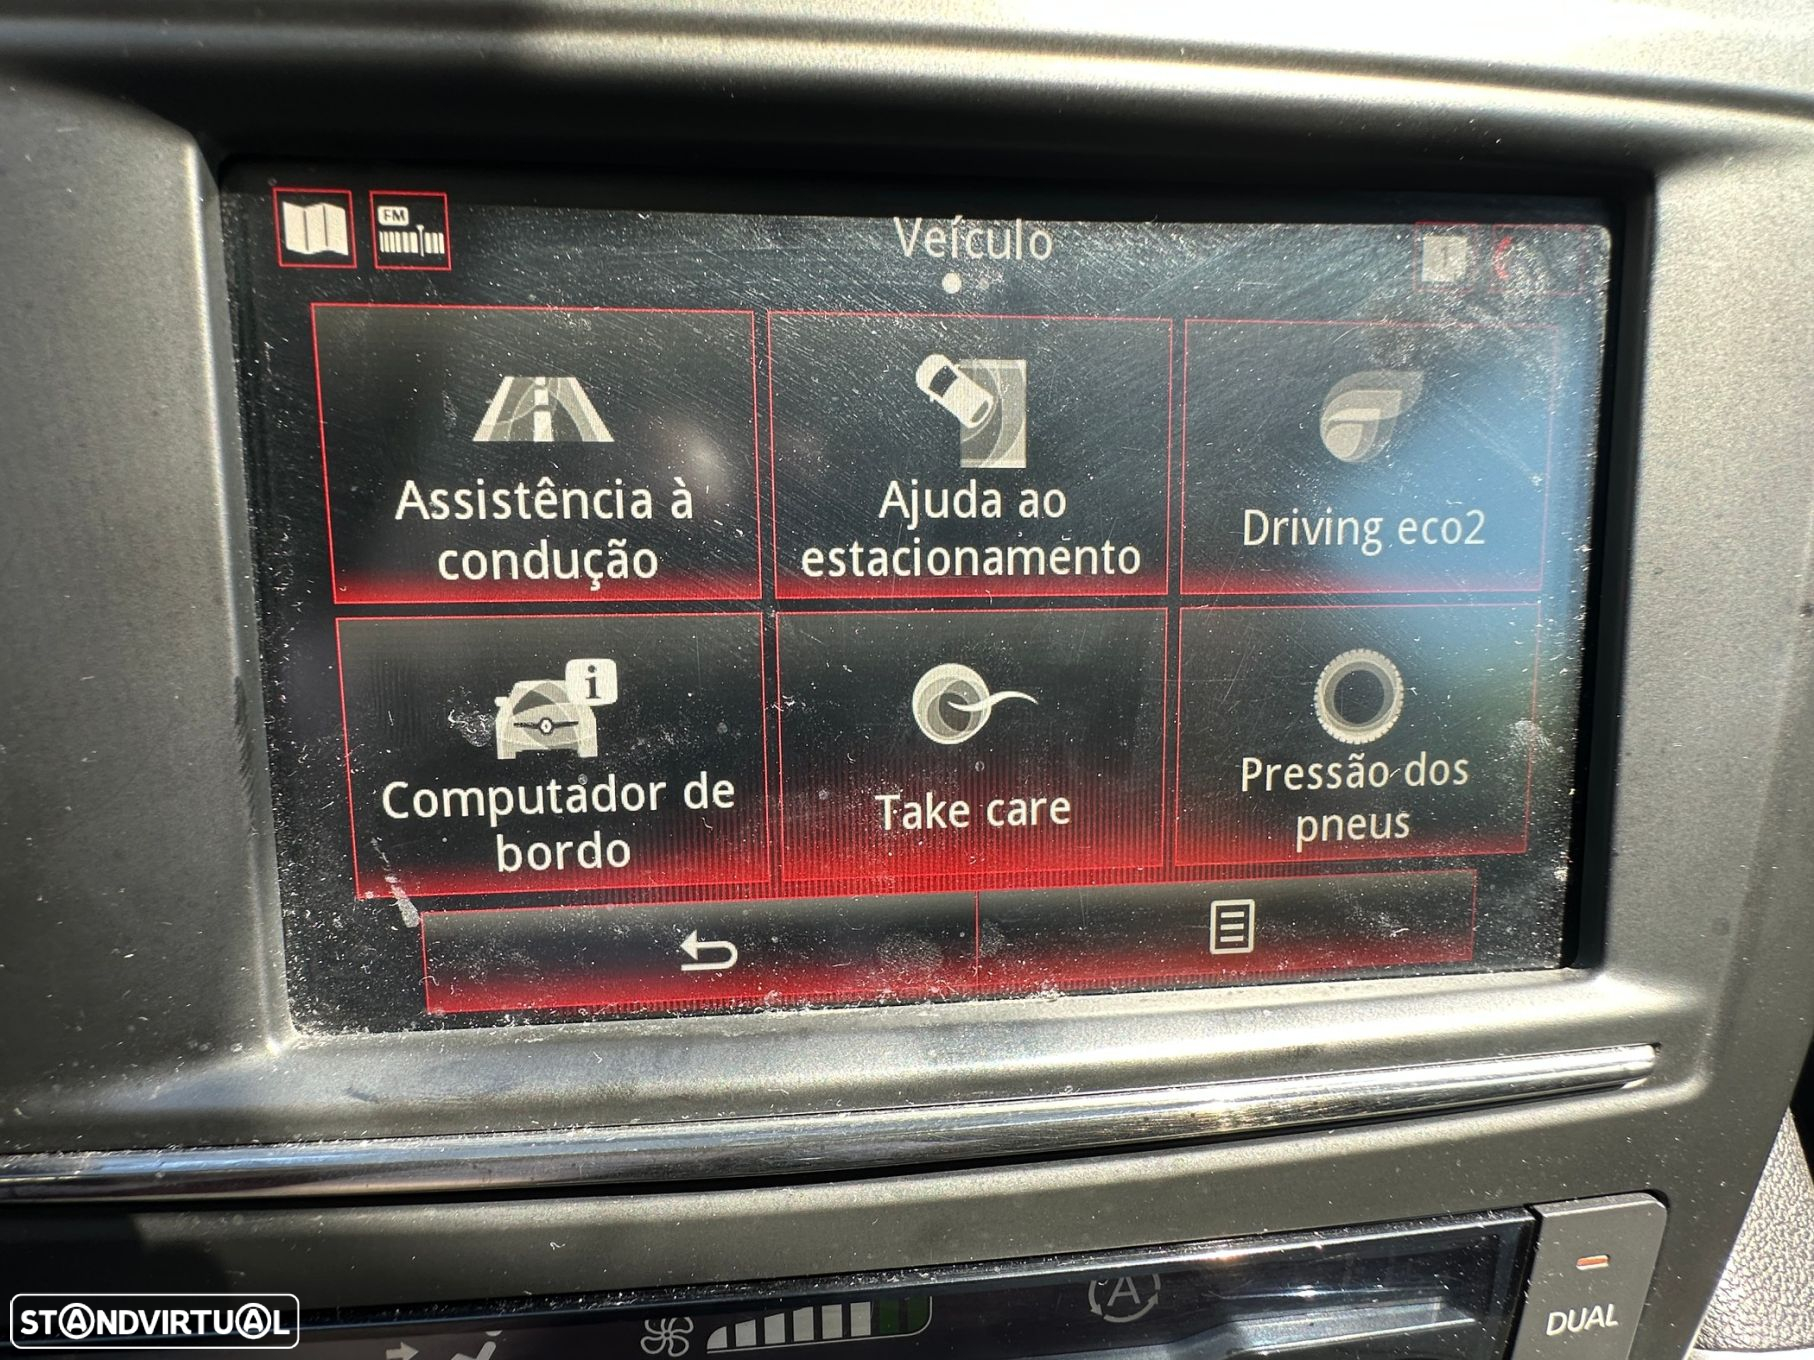 FM
Veículo
Assistência à
condução
Ajuda ao
estacionamento
Driving eco2
Computador de
bordo
Take care
Pressão dos
pneus
A
DUAL
STANDVIRTUAL